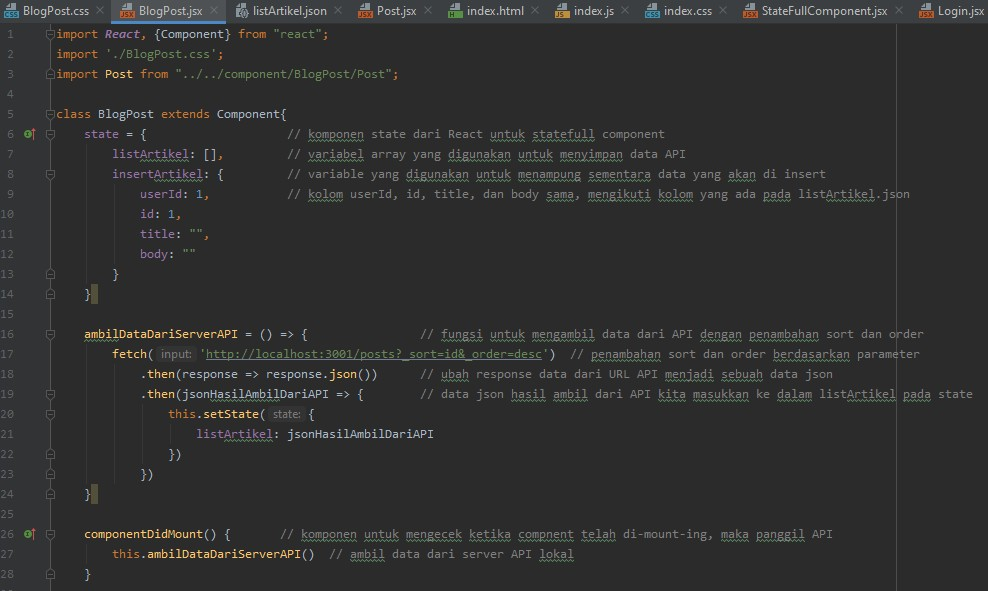 BlogPost.css BlogPost.jsx listArtikel.json Post.jsx index.html index.js index.css StateFullComponent.jsx Login.jsx
1 import React, {Component} from "react";
2 import './BlogPost.css';
3 import Post from "../../component/BlogPost/Post";
4
5 class BlogPost extends Component{
6 state = { // komponen state dari React untuk statefull component
7 listArtikel: [], // variabel array yang digunakan untuk menyimpan data API
8 insertArtikel: { // variable yang digunakan untuk menampung sementara data yang akan di insert
9 userId: 1, // kolom userId, id, title, dan body sama, mengikuti kolom yang ada pada listArtikel.json
10 id: 1,
11 title: "",
12 body: ""
13 }
14 }
15
16 ambilDataDariServerAPI = () => { // fungsi untuk mengambil data dari API dengan penambahan sort dan order
17 fetch( input: 'http://localhost:3001/posts?_sort=id&_order=desc') // penambahan sort dan order berdasarkan parameter
18 .then(response => response.json()) // ubah response data dari URL API menjadi sebuah data json
19 .then(jsonHasilAmbilDariAPI => { // data json hasil ambil dari API kita masukkan ke dalam listArtikel pada state
20 this.setState( state: {
21 listArtikel: jsonHasilAmbilDariAPI
22 })
23 })
24 }
25
26 componentDidMount() { // komponen untuk mengecek ketika compnent telah di-mount-ing, maka panggil API
27 this.ambilDataDariServerAPI() // ambil data dari server API lokal
28 }